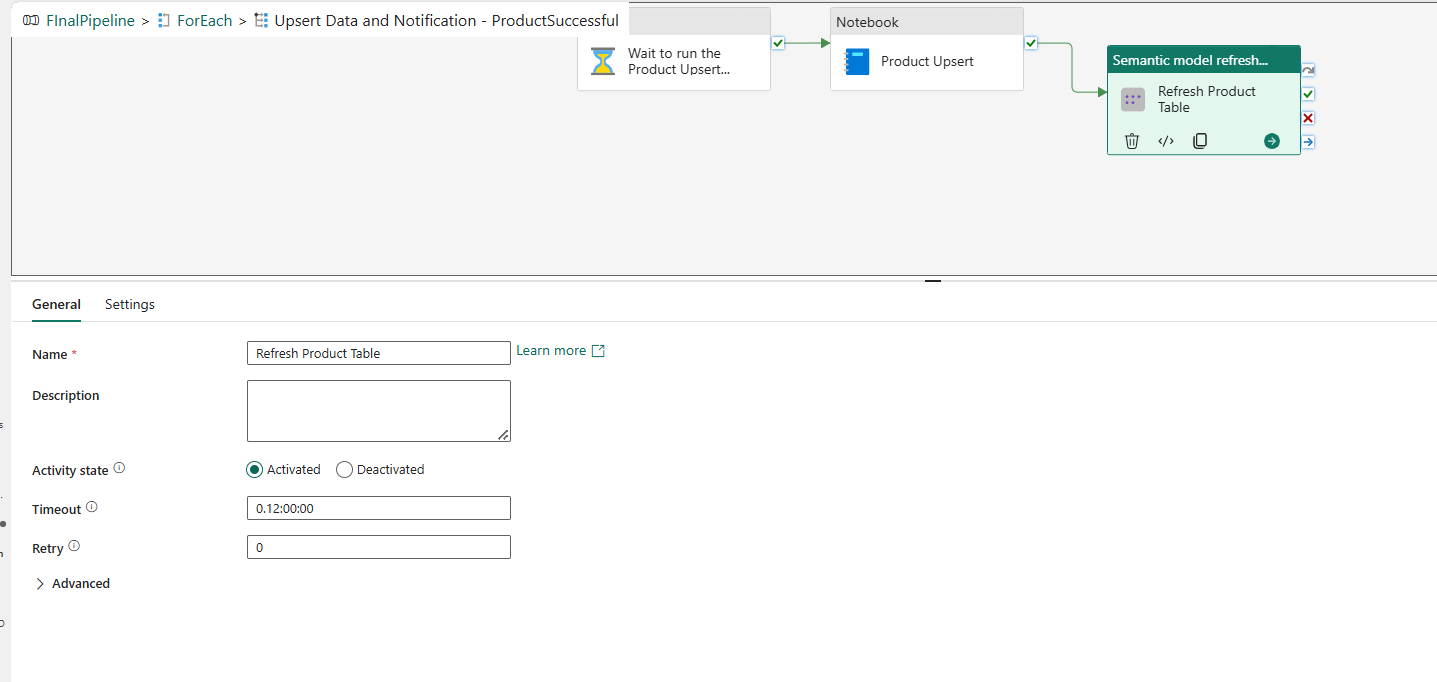 FInalPipeline > ForEach > Upsert Data and Notification - ProductSuccessful
Wait to run the
Product Upsert...
Notebook
Product Upsert
Semantic model refresh...
Refresh Product
Table
General
Settings
Name *
Refresh Product Table
Learn more
Description
Activity state
Activated
Deactivated
Timeout
0.12:00:00
Retry
0
Advanced